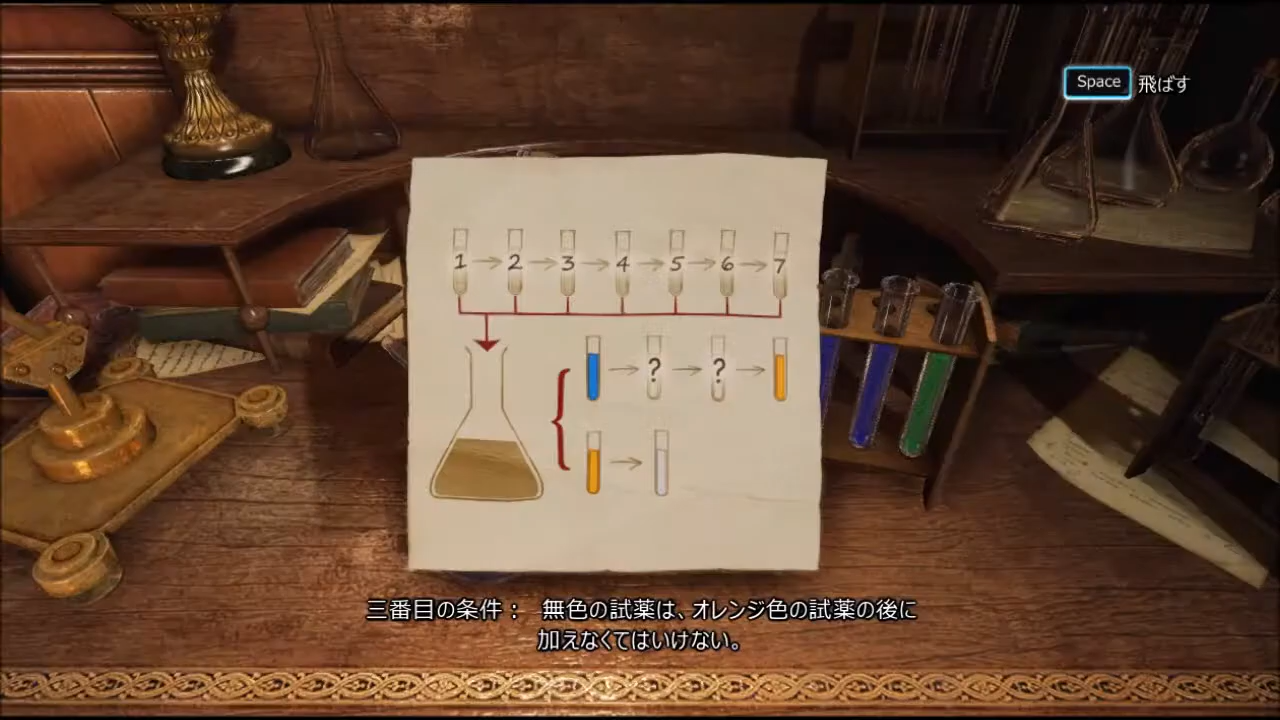 Space 飛ばす
1 2 3 4 5 6 7
? ?
三番目の条件： 無色の試薬は、オレンジ色の試薬の後に
加えなくてはいけない。